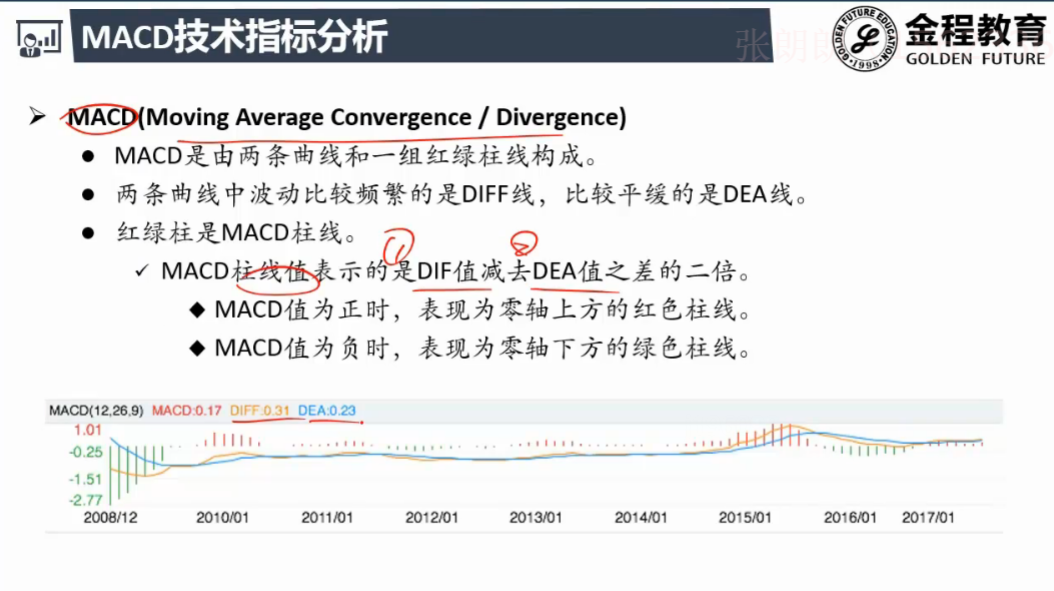 MACD技术指标分析
张朗朗
GOLDEN FUTURE EDUCATION
·1998·
金程教育
GOLDEN FUTURE
➢ MACD(Moving Average Convergence / Divergence)
● MACD是由两条曲线和一组红绿柱线构成。
● 两条曲线中波动比较频繁的是DIFF线，比较平缓的是DEA线。
● 红绿柱是MACD柱线。
① ②
✓ MACD柱线值表示的是DIF值减去DEA值之差的二倍。
◆ MACD值为正时，表现为零轴上方的红色柱线。
◆ MACD值为负时，表现为零轴下方的绿色柱线。
MACD(12,26,9) MACD:0.17 DIFF:0.31 DEA:0.23
1.01
-0.25
-1.51
-2.77
2008/12 2010/01 2011/01 2012/01 2013/01 2014/01 2015/01 2016/01 2017/01